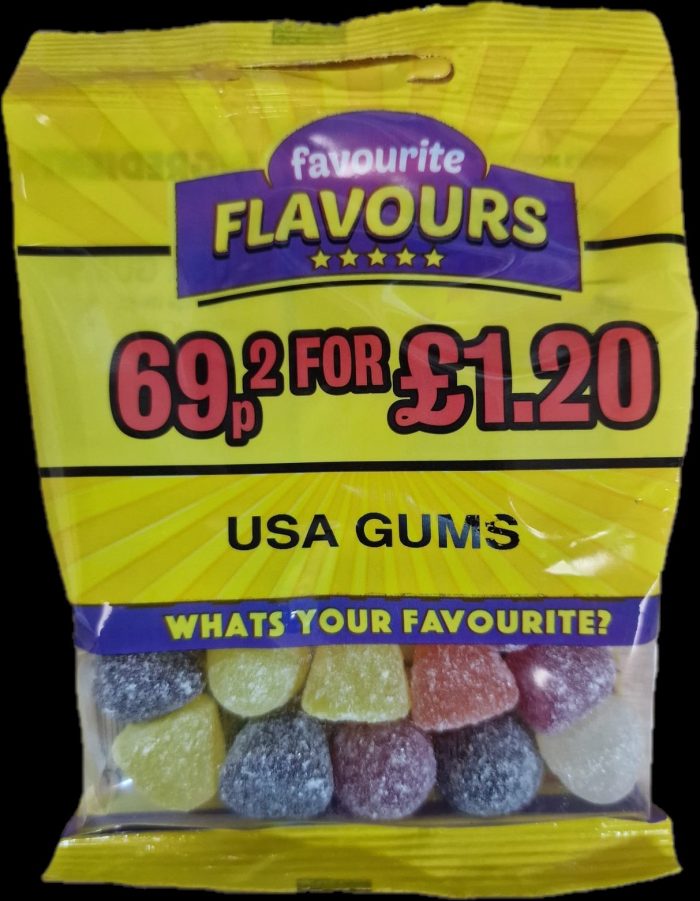 favourite
FLAVOURS
69p 2 FOR £1.20
USA GUMS
WHATS YOUR FAVOURITE?